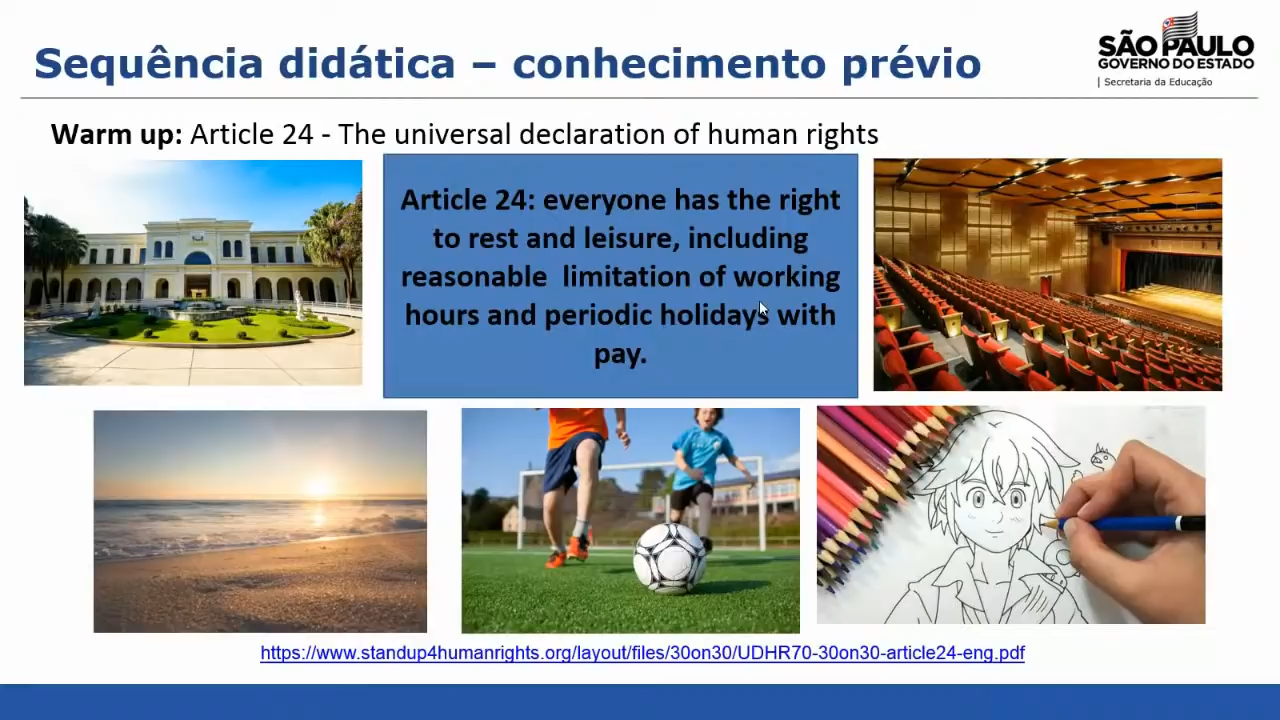 Sequência didática – conhecimento prévio
SÃO PAULO
GOVERNO DO ESTADO
| Secretaria da Educação
Warm up: Article 24 - The universal declaration of human rights
Article 24: everyone has the right
to rest and leisure, including
reasonable limitation of working
hours and periodic holidays with
pay.
https://www.standup4humanrights.org/layout/files/30on30/UDHR70-30on30-article24-eng.pdf